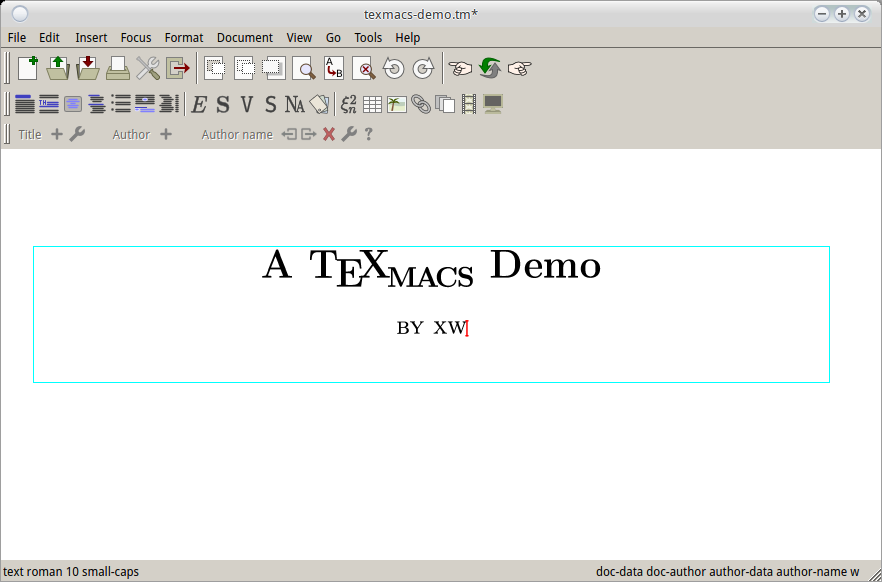 texmacs-demo.tm*
File Edit Insert Focus Format Document View Go Tools Help
Title Author Author name ?
A TEXMACS Demo
BY XW
text roman 10 small-caps doc-data doc-author author-data author-name w